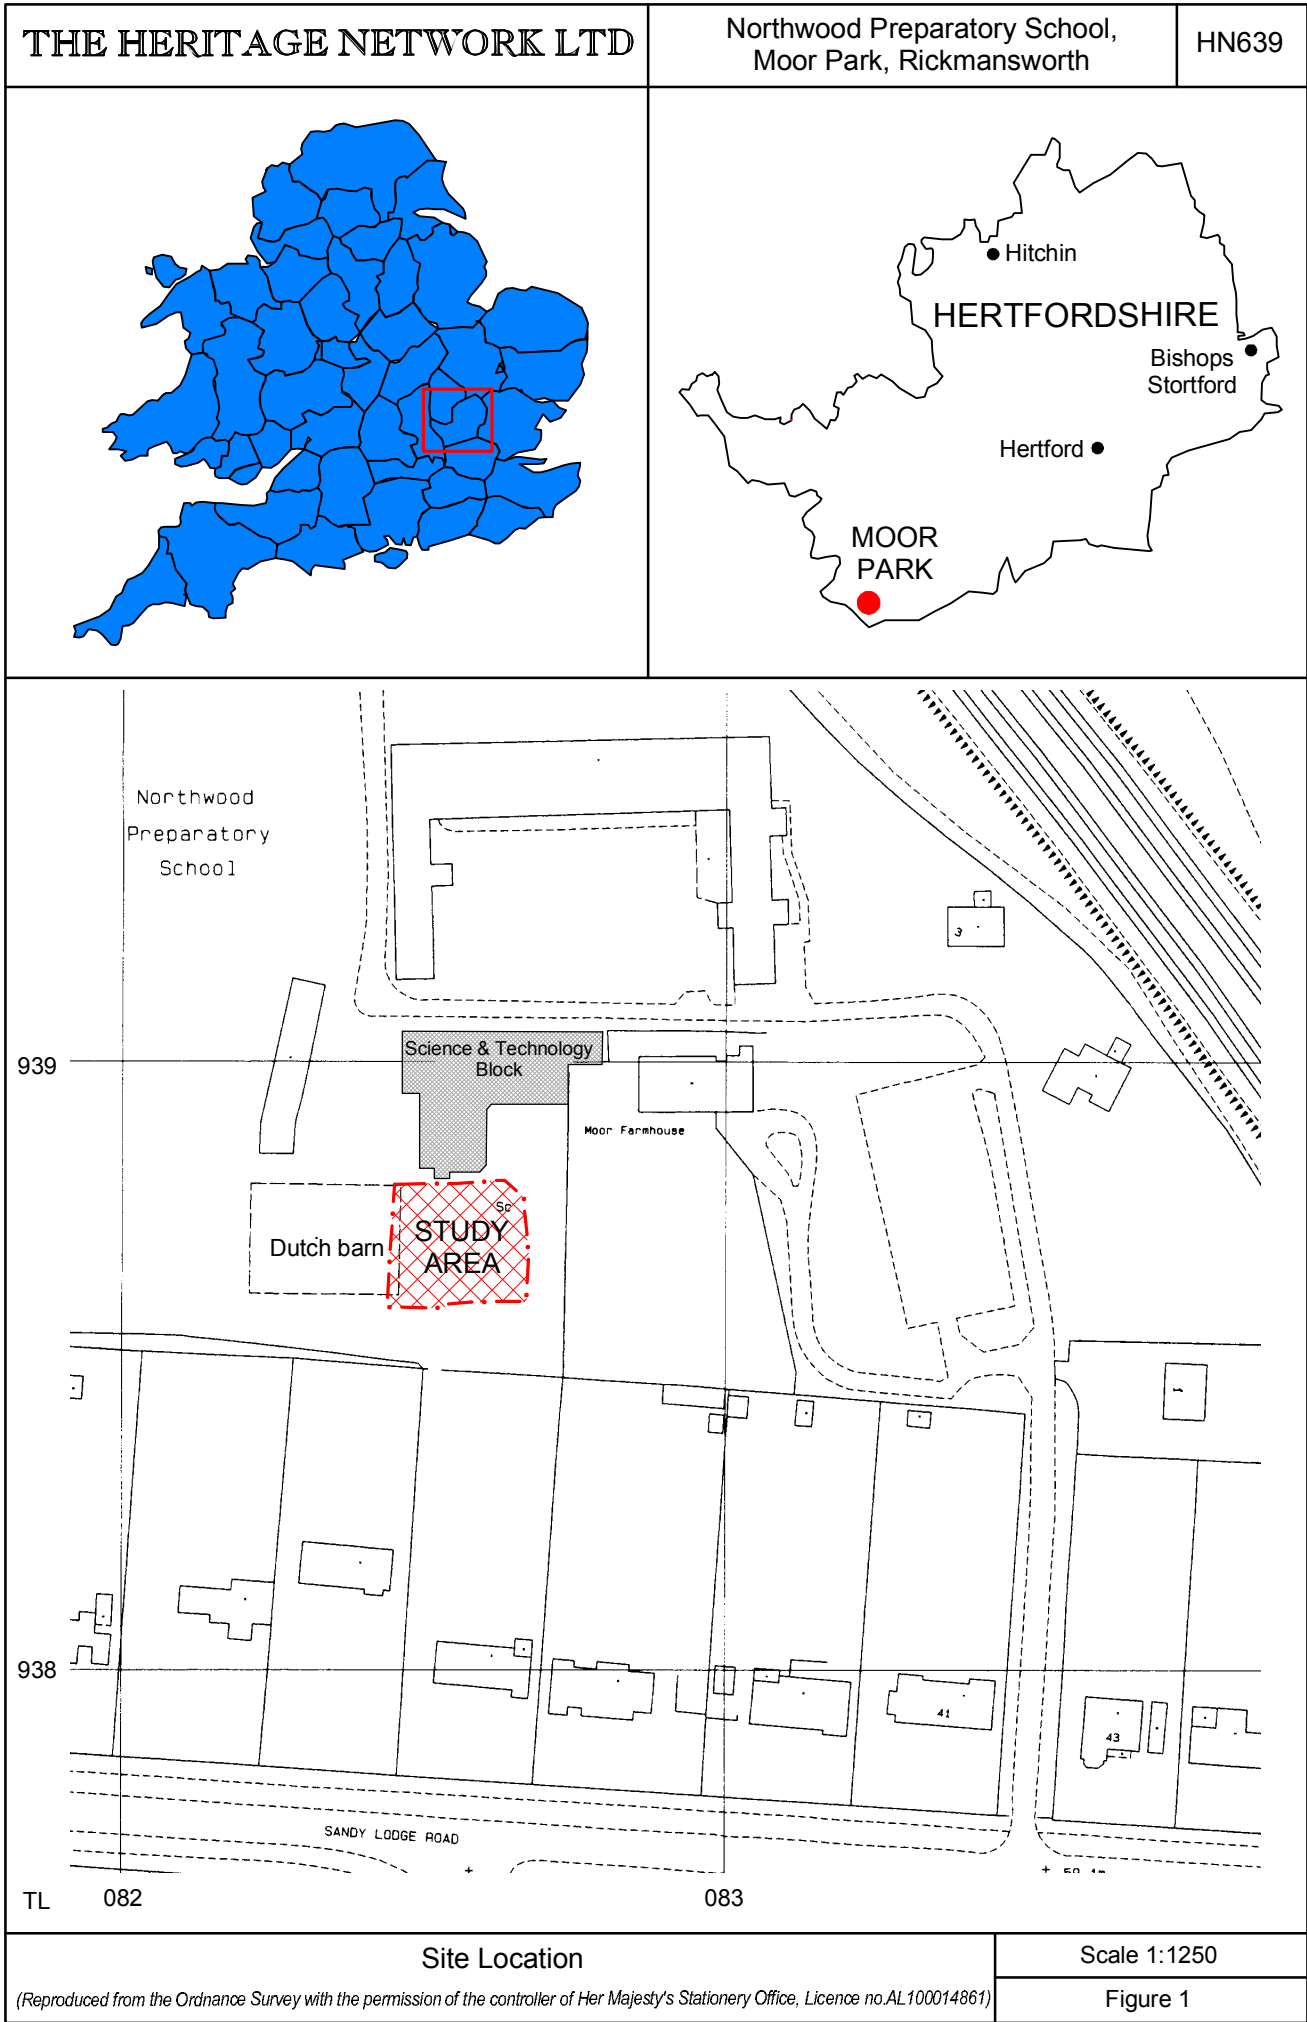 THE HERITAGE NETWORK LTD
Northwood Preparatory School,
Moor Park, Rickmansworth
HN639
Hitchin
HERTFORDSHIRE
Bishops
Stortford
Hertford
MOOR
PARK
Northwood
Preparatory
School
3
939
Science & Technology
Block
Moor Farmhouse
Sc
STUDY
AREA
Dutch barn
1
938
41
43
SANDY LODGE ROAD
TL
082
083
Site Location
(Reproduced from the Ordnance Survey with the permission of the controller of Her Majesty's Stationery Office, Licence no.AL100014861)
Scale 1:1250
Figure 1